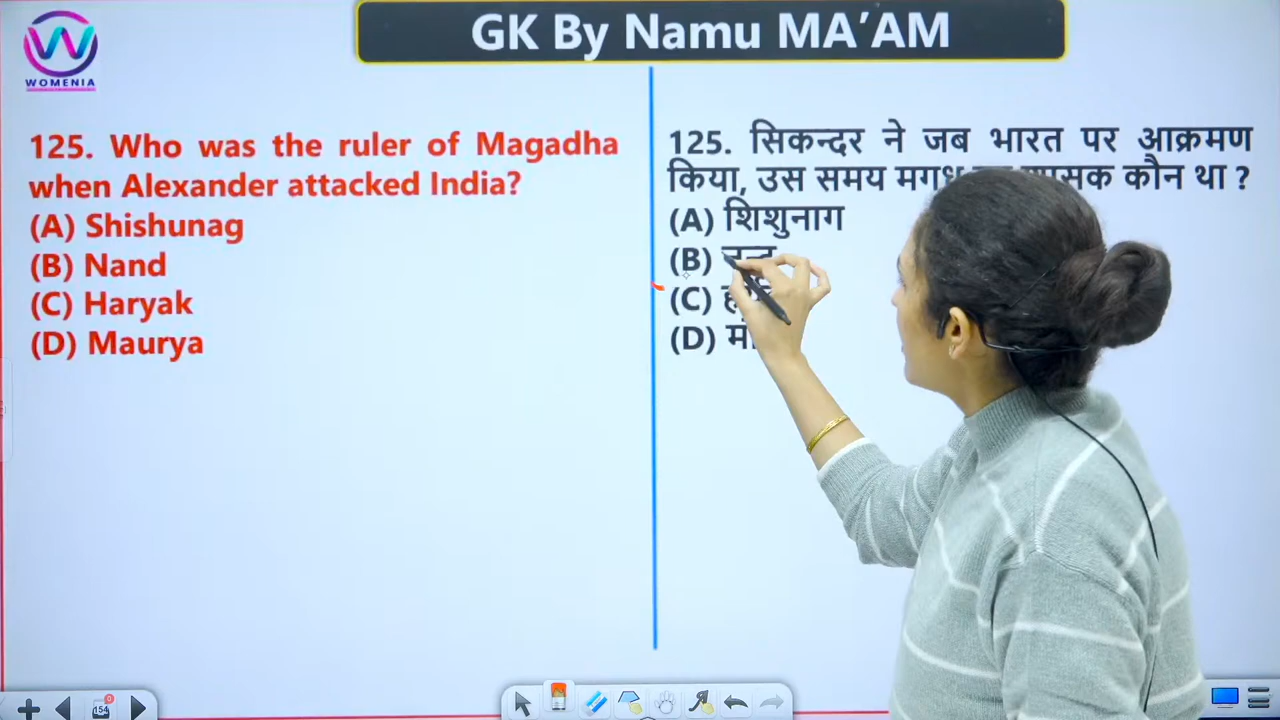 WOMENIA
GK By Namu MA’AM
125. Who was the ruler of Magadha
when Alexander attacked India?
(A) Shishunag
(B) Nand
(C) Haryak
(D) Maurya
125. सिकन्दर ने जब भारत पर आक्रमण
किया, उस समय कौन था ?
(A) शिशुनाग
(B)
(C)
(D)
154
0